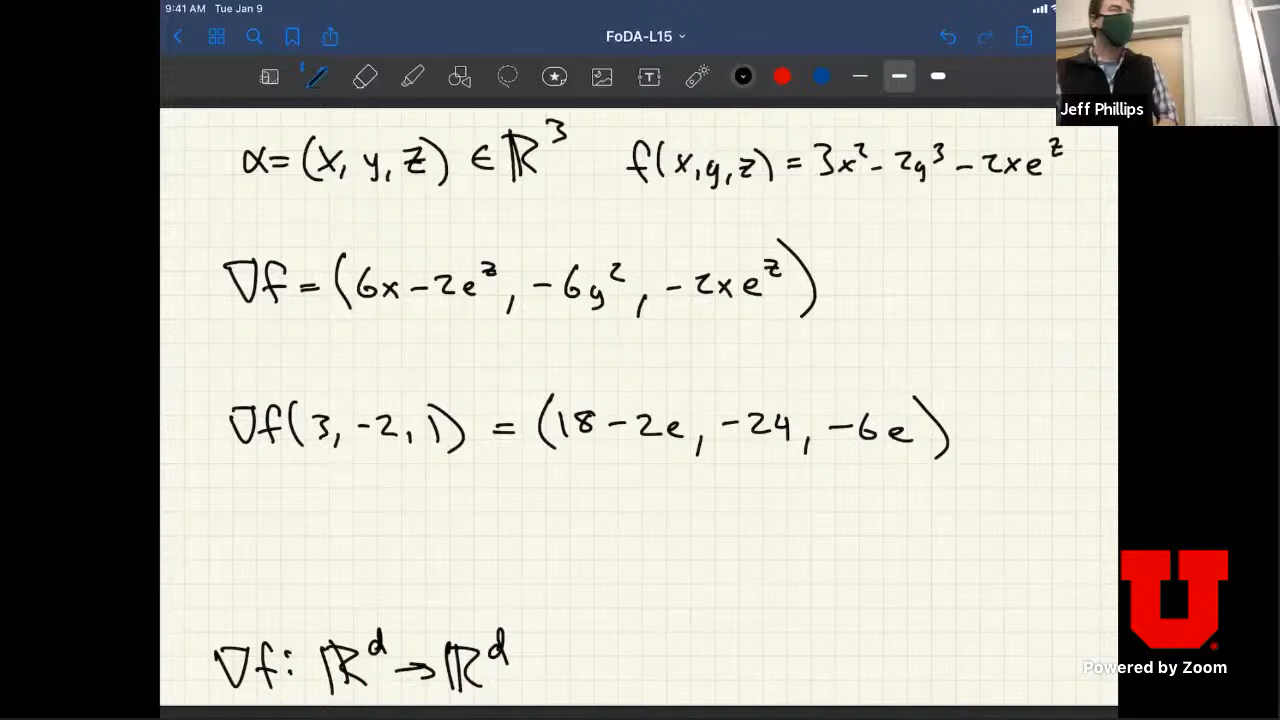 9:41 AM Tue Jan 9
FoDA-L15
Jeff Phillips
α = (x, y, z) ∈ ℝ³ f(x,y,z) = 3x² - 2y³ - 2xe^z
∇f = (6x - 2e^z, -6y², -2xe^z)
∇f(3, -2, 1) = (18 - 2e, -24, -6e)
∇f: ℝ^d → ℝ^d
U
Powered by Zoom